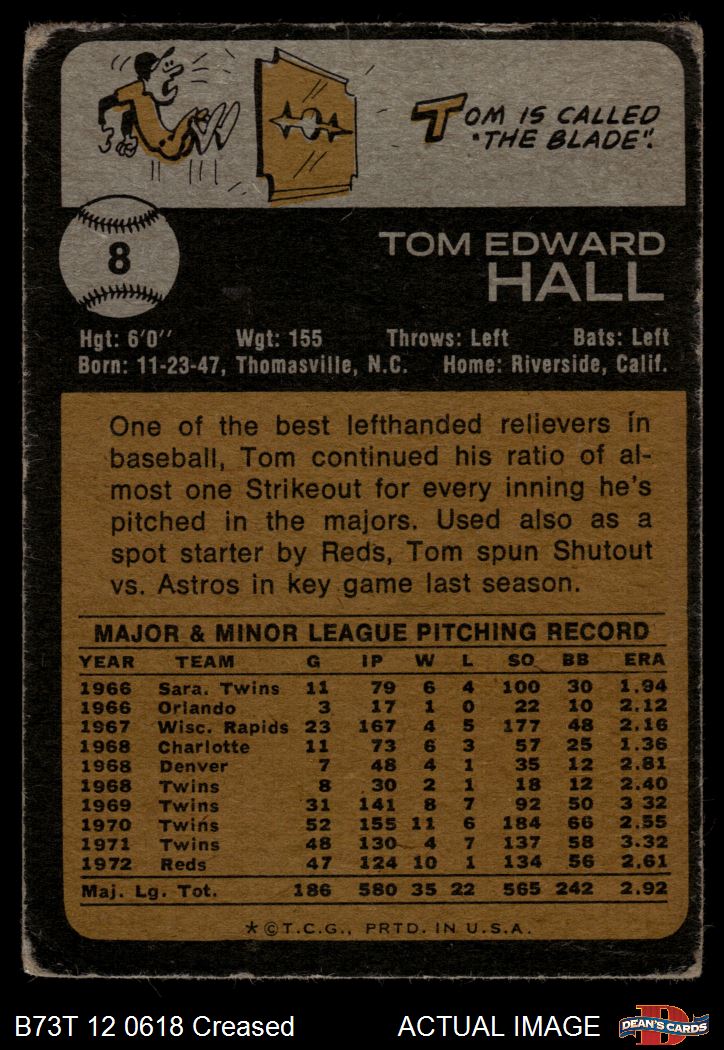 TOM IS CALLED
"THE BLADE".
8
TOM EDWARD
HALL
Hgt: 6'0" Wgt: 155 Throws: Left Bats: Left
Born: 11-23-47, Thomasville, N.C. Home: Riverside, Calif.
One of the best lefthanded relievers in
baseball, Tom continued his ratio of al-
most one Strikeout for every inning he's
pitched in the majors. Used also as a
spot starter by Reds, Tom spun Shutout
vs. Astros in key game last season.
MAJOR & MINOR LEAGUE PITCHING RECORD
YEAR TEAM G IP W L SO BB ERA
1966 Sara. Twins 11 79 6 4 100 30 1.94
1966 Orlando 3 17 1 0 22 10 2.12
1967 Wisc. Rapids 23 167 4 5 177 48 2.16
1968 Charlotte 11 73 6 3 57 25 1.36
1968 Denver 7 48 4 1 35 12 2.81
1968 Twins 8 30 2 1 18 12 2.40
1969 Twins 31 141 8 7 92 50 3.32
1970 Twins 52 155 11 6 184 66 2.55
1971 Twins 48 130 4 7 137 58 3.32
1972 Reds 47 124 10 1 134 56 2.61
Maj. Lg. Tot. 186 580 35 22 565 242 2.92
*©T.C.G., PRTD. IN U.S.A.
B73T 12 0618 Creased ACTUAL IMAGE
DEAN'S CARDS